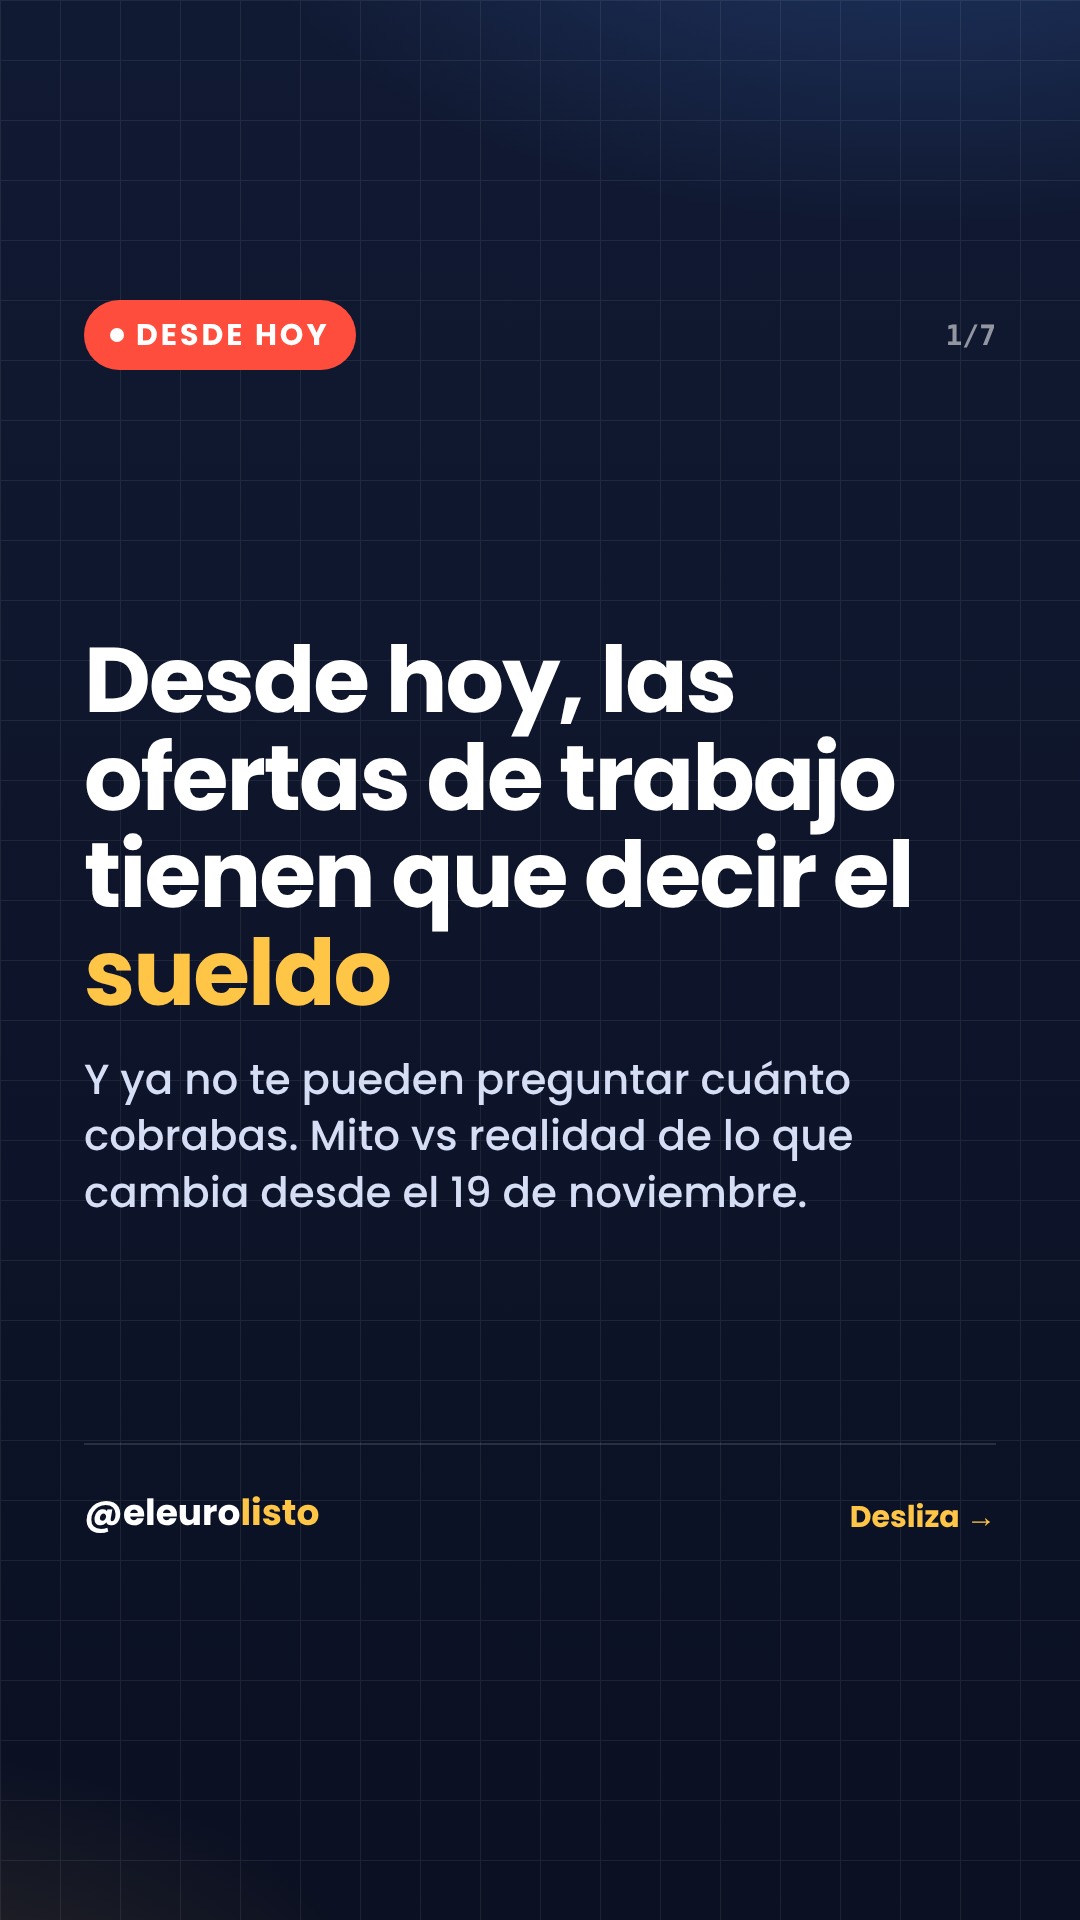 DESDE HOY
1/7
Desde hoy, las
ofertas de trabajo
tienen que decir el
sueldo
Y ya no te pueden preguntar cuánto
cobrabas. Mito vs realidad de lo que
cambia desde el 19 de noviembre.
@eleurolisto
Desliza →